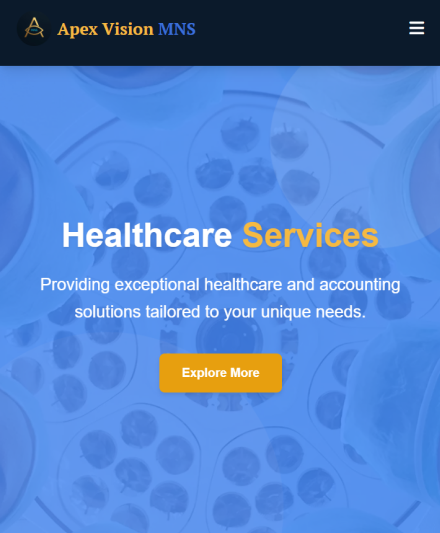 Apex Vision MNS
Healthcare Services
Providing exceptional healthcare and accounting
solutions tailored to your unique needs.
Explore More